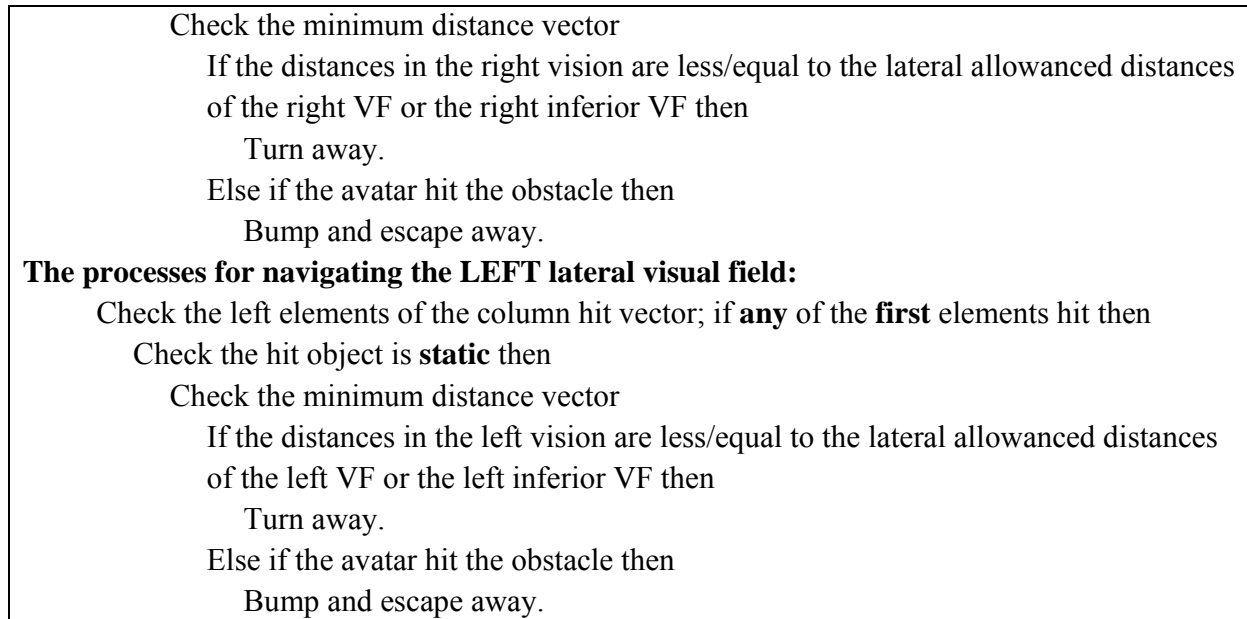 Check the minimum distance vector
If the distances in the right vision are less/equal to the lateral allowanced distances
of the right VF or the right inferior VF then
Turn away.
Else if the avatar hit the obstacle then
Bump and escape away.
The processes for navigating the LEFT lateral visual field:
Check the left elements of the column hit vector; if any of the first elements hit then
Check the hit object is static then
Check the minimum distance vector
If the distances in the left vision are less/equal to the lateral allowanced distances
of the left VF or the left inferior VF then
Turn away.
Else if the avatar hit the obstacle then
Bump and escape away.